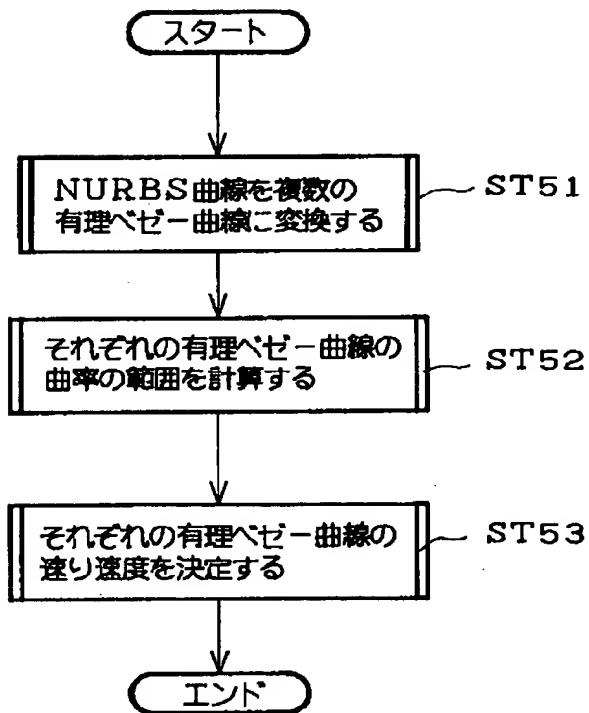 スタート
NURBS曲線を複数の
有理ベゼー曲線に変換する
ST51
それぞれの有理ベゼー曲線の
曲率の範囲を計算する
ST52
それぞれの有理ベゼー曲線の
速り速度を決定する
ST53
エンド